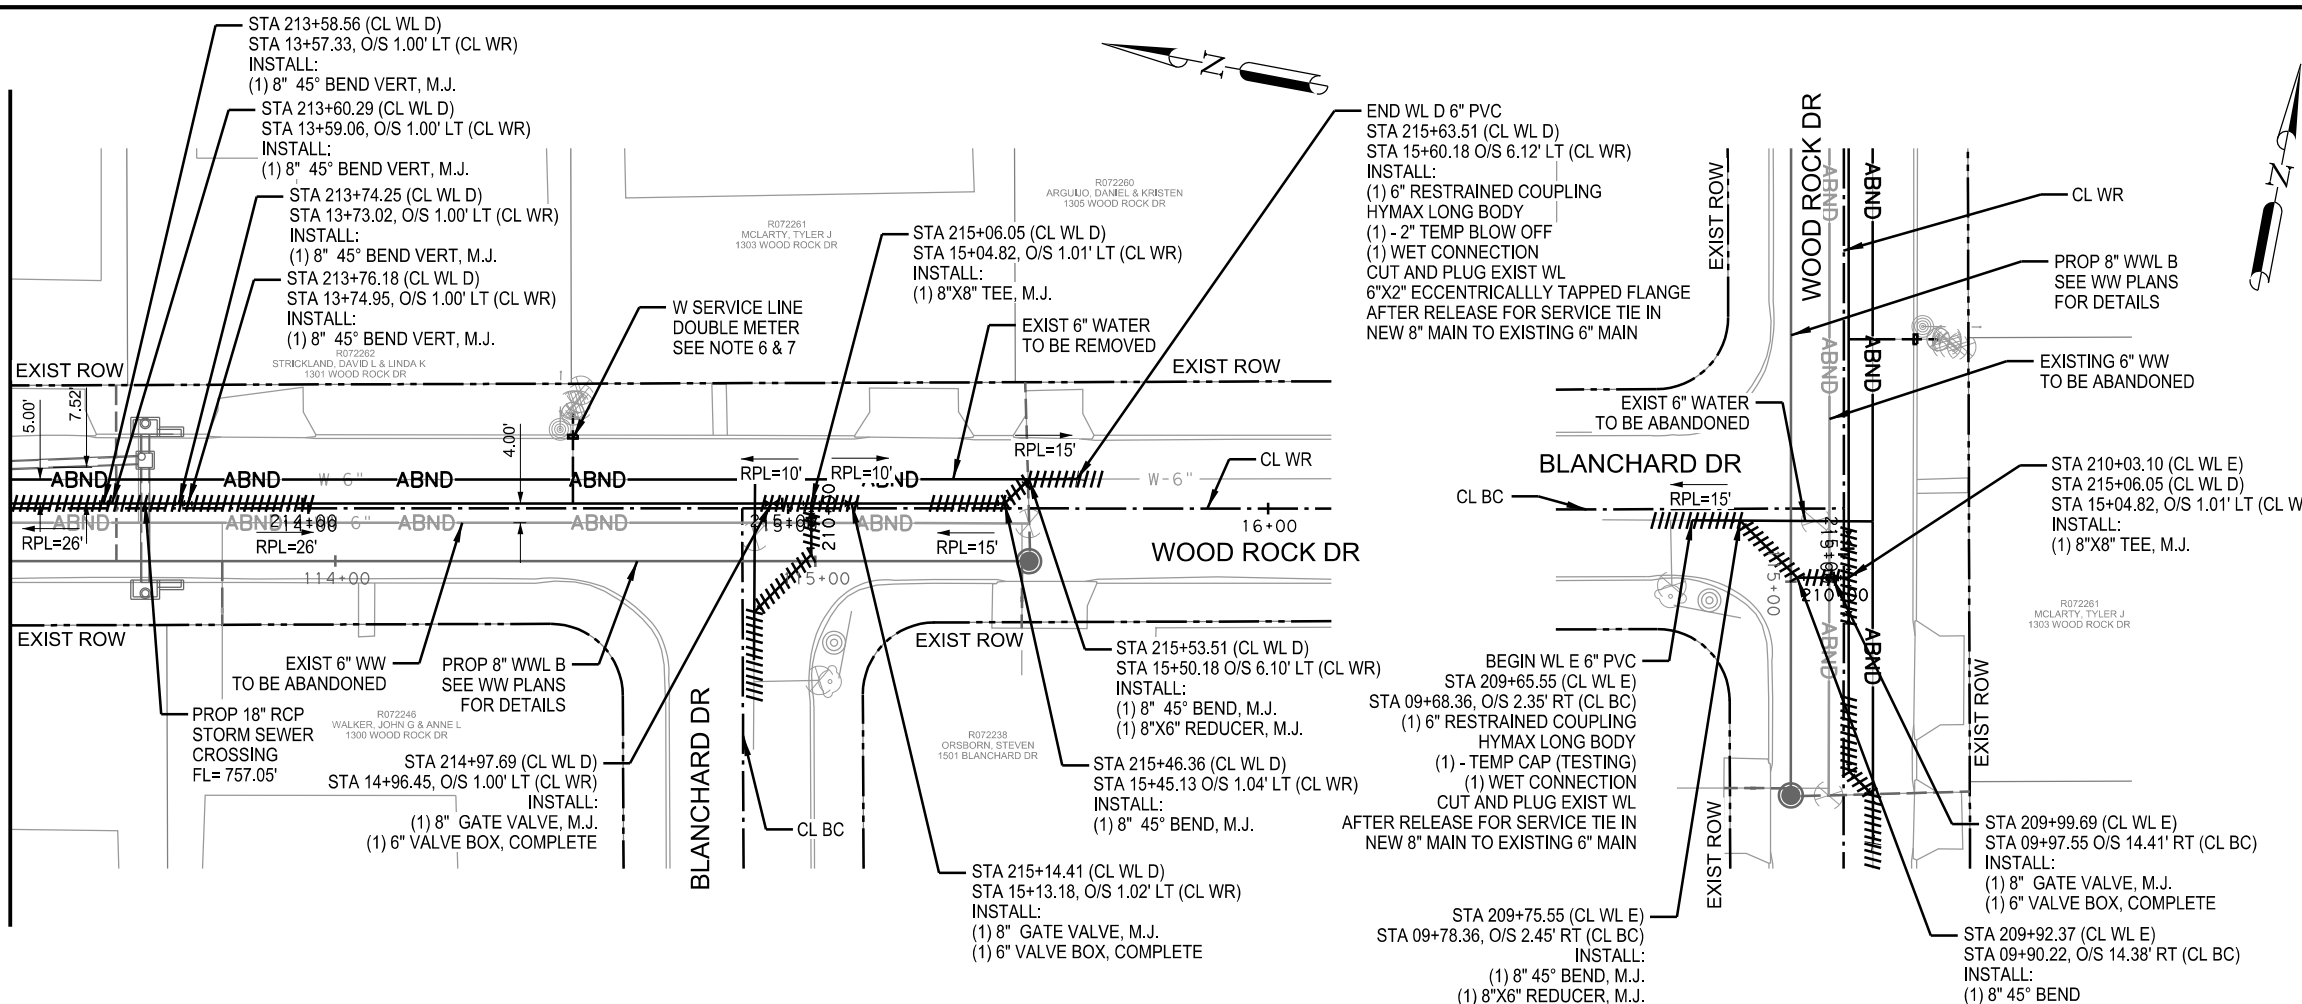 STA 213+58.56 (CL WL D)
STA 13+57.33, O/S 1.00' LT (CL WR)
INSTALL:
(1) 8" 45° BEND VERT, M.J.
STA 213+60.29 (CL WL D)
STA 13+59.06, O/S 1.00' LT (CL WR)
INSTALL:
(1) 8" 45° BEND VERT, M.J.
STA 213+74.25 (CL WL D)
STA 13+73.02, O/S 1.00' LT (CL WR)
INSTALL:
(1) 8" 45° BEND VERT, M.J.
STA 213+76.18 (CL WL D)
STA 13+74.95, O/S 1.00' LT (CL WR)
INSTALL:
(1) 8" 45° BEND VERT, M.J.
R072262
STRICKLAND, DAVID L & LINDA K
1301 WOOD ROCK DR
EXIST ROW
5.00'
7.52'
4.00'
N
R072261
MCLARTY, TYLER J
1303 WOOD ROCK DR
R072260
ARGUIJO, DANIEL & KRISTEN
1305 WOOD ROCK DR
W SERVICE LINE
DOUBLE METER
SEE NOTE 6 & 7
STA 215+06.05 (CL WL D)
STA 15+04.82, O/S 1.01' LT (CL WR)
INSTALL:
(1) 8"X8" TEE, M.J.
EXIST 6" WATER
TO BE REMOVED
EXIST ROW
END WL D 6" PVC
STA 215+63.51 (CL WL D)
STA 15+60.18 O/S 6.12' LT (CL WR)
INSTALL:
(1) 6" RESTRAINED COUPLING
HYMAX LONG BODY
(1) - 2" TEMP BLOW OFF
(1) WET CONNECTION
CUT AND PLUG EXIST WL
6"X2" ECCENTRICALLLY TAPPED FLANGE
AFTER RELEASE FOR SERVICE TIE IN
NEW 8" MAIN TO EXISTING 6" MAIN
RPL=10'
RPL=10'
RPL=15'
CL WR
ABND
ABND
W-6"
ABND
ABND
ABND
W-6"
ABND
ABND
214+00
6"
ABND
ABND
215+00
210+50
ABND
16+00
RPL=26'
RPL=26'
RPL=15'
WOOD ROCK DR
114+00
115+00
EXIST ROW
EXIST ROW
EXIST 6" WW
TO BE ABANDONED
PROP 8" WWL B
SEE WW PLANS
FOR DETAILS
PROP 18" RCP
STORM SEWER
CROSSING
FL= 757.05'
R072246
WALKER, JOHN G & ANNE L
1300 WOOD ROCK DR
STA 214+97.69 (CL WL D)
STA 14+96.45, O/S 1.00' LT (CL WR)
INSTALL:
(1) 8" GATE VALVE, M.J.
(1) 6" VALVE BOX, COMPLETE
BLANCHARD DR
CL BC
R072238
ORSBORN, STEVEN
1501 BLANCHARD DR
STA 215+53.51 (CL WL D)
STA 15+50.18 O/S 6.10' LT (CL WR)
INSTALL:
(1) 8" 45° BEND, M.J.
(1) 8"X6" REDUCER, M.J.
STA 215+46.36 (CL WL D)
STA 15+45.13 O/S 1.04' LT (CL WR)
INSTALL:
(1) 8" 45° BEND, M.J.
STA 215+14.41 (CL WL D)
STA 15+13.18, O/S 1.02' LT (CL WR)
INSTALL:
(1) 8" GATE VALVE, M.J.
(1) 6" VALVE BOX, COMPLETE
EXIST ROW
WOOD ROCK DR
ABND
ABND
ABND
ABND
ABND
ABND
N
CL WR
PROP 8" WWL B
SEE WW PLANS
FOR DETAILS
EXISTING 6" WW
TO BE ABANDONED
EXIST 6" WATER
TO BE ABANDONED
BLANCHARD DR
CL BC
RPL=15'
215+00
210+00
STA 210+03.10 (CL WL E)
STA 215+06.05 (CL WL D)
STA 15+04.82, O/S 1.01' LT (CL W
INSTALL:
(1) 8"X8" TEE, M.J.
R072261
MCLARTY, TYLER J
1303 WOOD ROCK DR
EXIST ROW
BEGIN WL E 6" PVC
STA 209+65.55 (CL WL E)
STA 09+68.36, O/S 2.35' RT (CL BC)
(1) 6" RESTRAINED COUPLING
HYMAX LONG BODY
(1) - TEMP CAP (TESTING)
(1) WET CONNECTION
CUT AND PLUG EXIST WL
AFTER RELEASE FOR SERVICE TIE IN
NEW 8" MAIN TO EXISTING 6" MAIN
EXIST ROW
STA 209+75.55 (CL WL E)
STA 09+78.36, O/S 2.45' RT (CL BC)
INSTALL:
(1) 8" 45° BEND, M.J.
(1) 8"X6" REDUCER, M.J.
STA 209+99.69 (CL WL E)
STA 09+97.55 O/S 14.41' RT (CL BC)
INSTALL:
(1) 8" GATE VALVE, M.J.
(1) 6" VALVE BOX, COMPLETE
STA 209+92.37 (CL WL E)
STA 09+90.22, O/S 14.38' RT (CL BC)
INSTALL:
(1) 8" 45° BEND